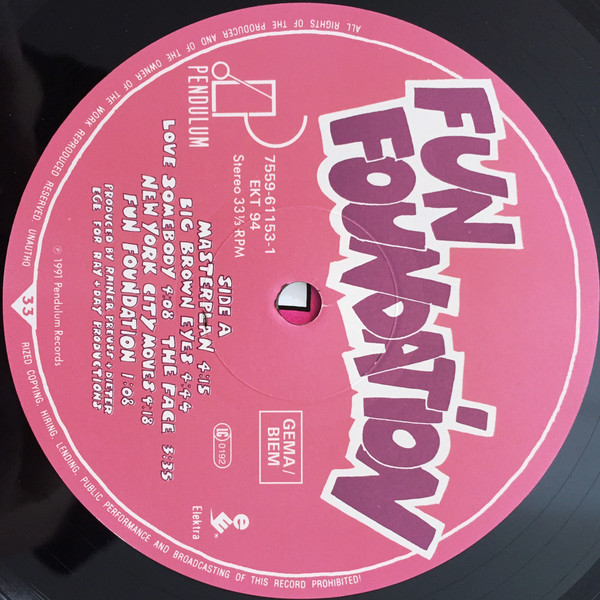 FUN
FOUNDATION
PENDULUM
7559-61153-1
EKT 94
Stereo 33⅓ RPM
GEMA/
BIEM
LC 0192
Elektra
SIDE A
MASTERPLAN 4:15
BIG BROWN EYES 4:44
LOVE SOMEBODY 4:08 THE FACE 3:35
NEW YORK CITY MOVES 4:18
FUN FOUNDATION 1:08
PRODUCED BY RAINER PREUSS + DIETER
EGE FOR RAY + DAY PRODUCTIONS
℗ 1991 Pendulum Records
33
ALL RIGHTS OF THE PRODUCER AND OF THE OWNER OF THE WORK REPRODUCED RESERVED. UNAUTHO
RIZED COPYING, HIRING, LENDING, PUBLIC PERFORMANCE AND BROADCASTING OF THIS RECORD PROHIBITED!